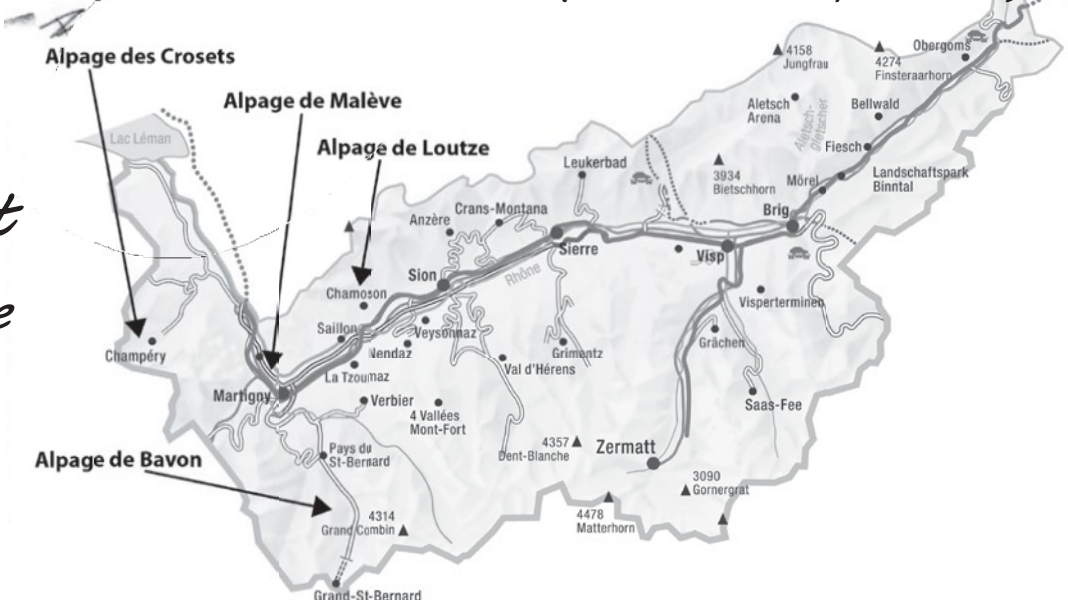 Alpage des Crosets
Alpage de Malève
Alpage de Loutze
Alpage de Bavon
Lac Léman
4158
Jungfrau
4274
Finsteraarhorn
Obergoms
Aletsch
Arena
Aletsch-
gletscher
Bellwald
Fiesch
Landschaftspark
Binntal
Mörel
3934
Bietschhorn
Leukerbad
Crans-Montana
Anzère
Brig
Sierre
Visp
Rhône
Sion
Chamoson
Visperterminen
Saillon
Veysonnaz
Nendaz
Grächen
Champéry
Grimentz
Val d'Hérens
La Tzoumaz
Martigny
Verbier
4 Vallées
Mont-Fort
Saas-Fee
Pays du
St-Bernard
4357
Dent-Blanche
Zermatt
3090
Gornergrat
4314
Grand Combin
4478
Matterhorn
Grand-St-Bernard